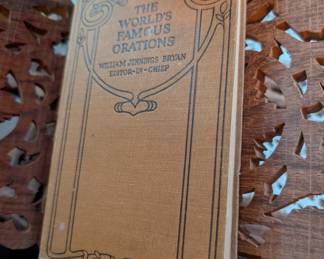 THE
WORLD'S
FAMOUS
ORATIONS
WILLIAM JENNINGS BRYAN
EDITOR-IN-CHIEF